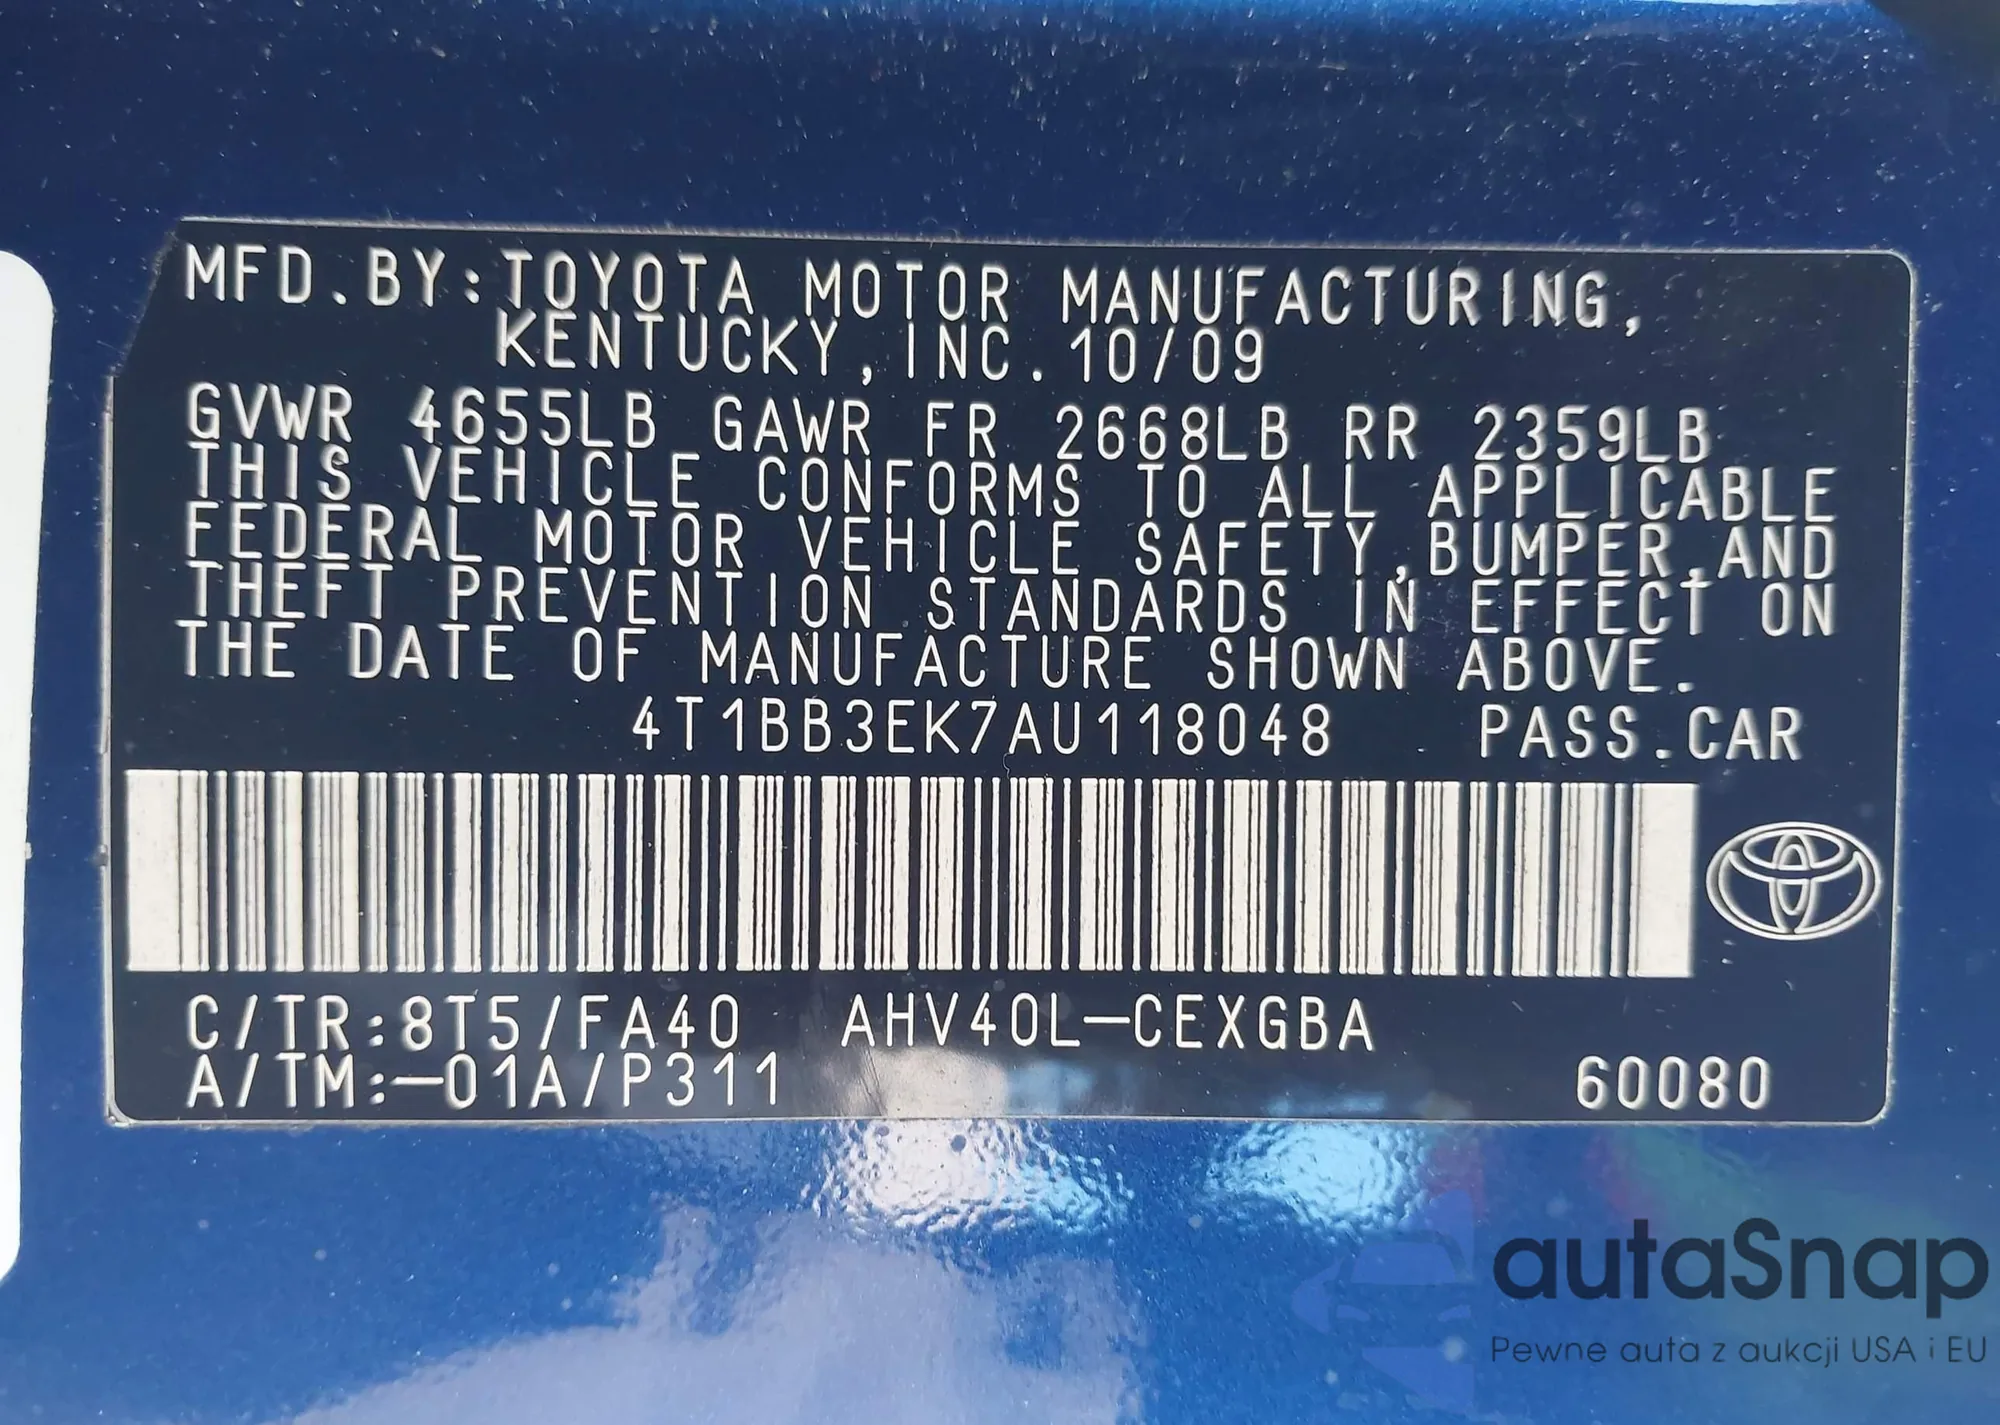 MFD.BY:TOYOTA MOTOR MANUFACTURING,
KENTUCKY,INC.10/09
GVWR 4655LB GAWR FR 2668LB RR 2359LB
THIS VEHICLE CONFORMS TO ALL APPLICABLE
FEDERAL MOTOR VEHICLE SAFETY,BUMPER,AND
THEFT PREVENTION STANDARDS IN EFFECT ON
THE DATE OF MANUFACTURE SHOWN ABOVE.
4T1BB3EK7AU118048 PASS.CAR
C/TR:8T5/FA40 AHV40L-CEXGBA
A/TM:-01A/P311 60080
autaSnap
Pewne auta z aukcji USA i EU